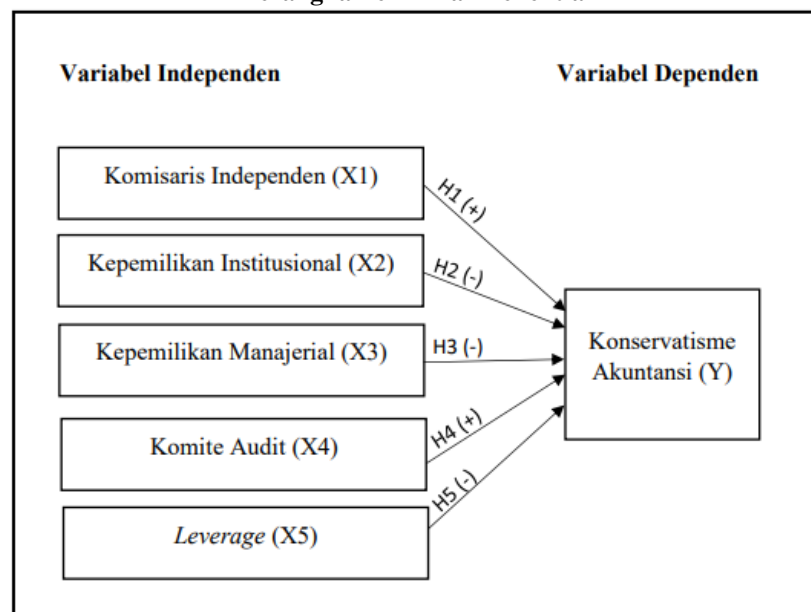 Variabel Independen
Variabel Dependen
Komisaris Independen (X1)
H1 (+)
Kepemilikan Institusional (X2)
H2 (-)
Kepemilikan Manajerial (X3)
H3 (-)
Konservatisme
Akuntansi (Y)
Komite Audit (X4)
H4 (+)
Leverage (X5)
H5 (-)